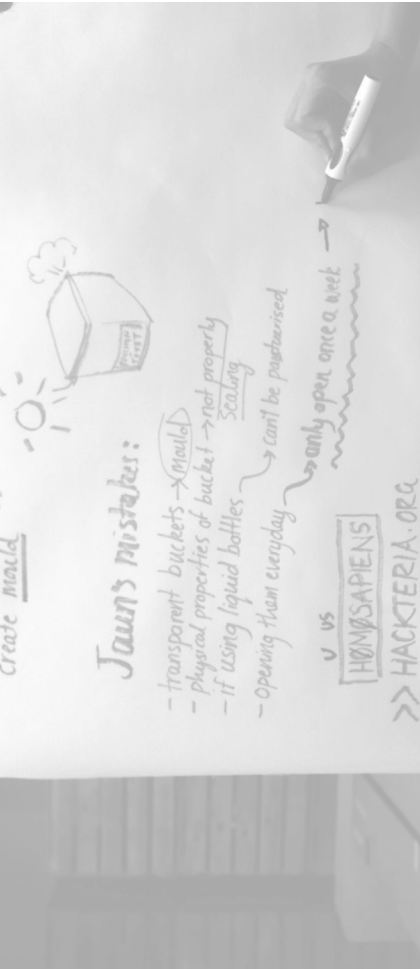 Create mould
Jaun's mistakes:
- transparent buckets → mould
- Physical properties of bucket → not properly
sealing
- if using liquid bottles → can't be pasturised
- opening them everyday → only open once a week →
vs
HOMOSAPIENS
>> HACKTERIA.ORG